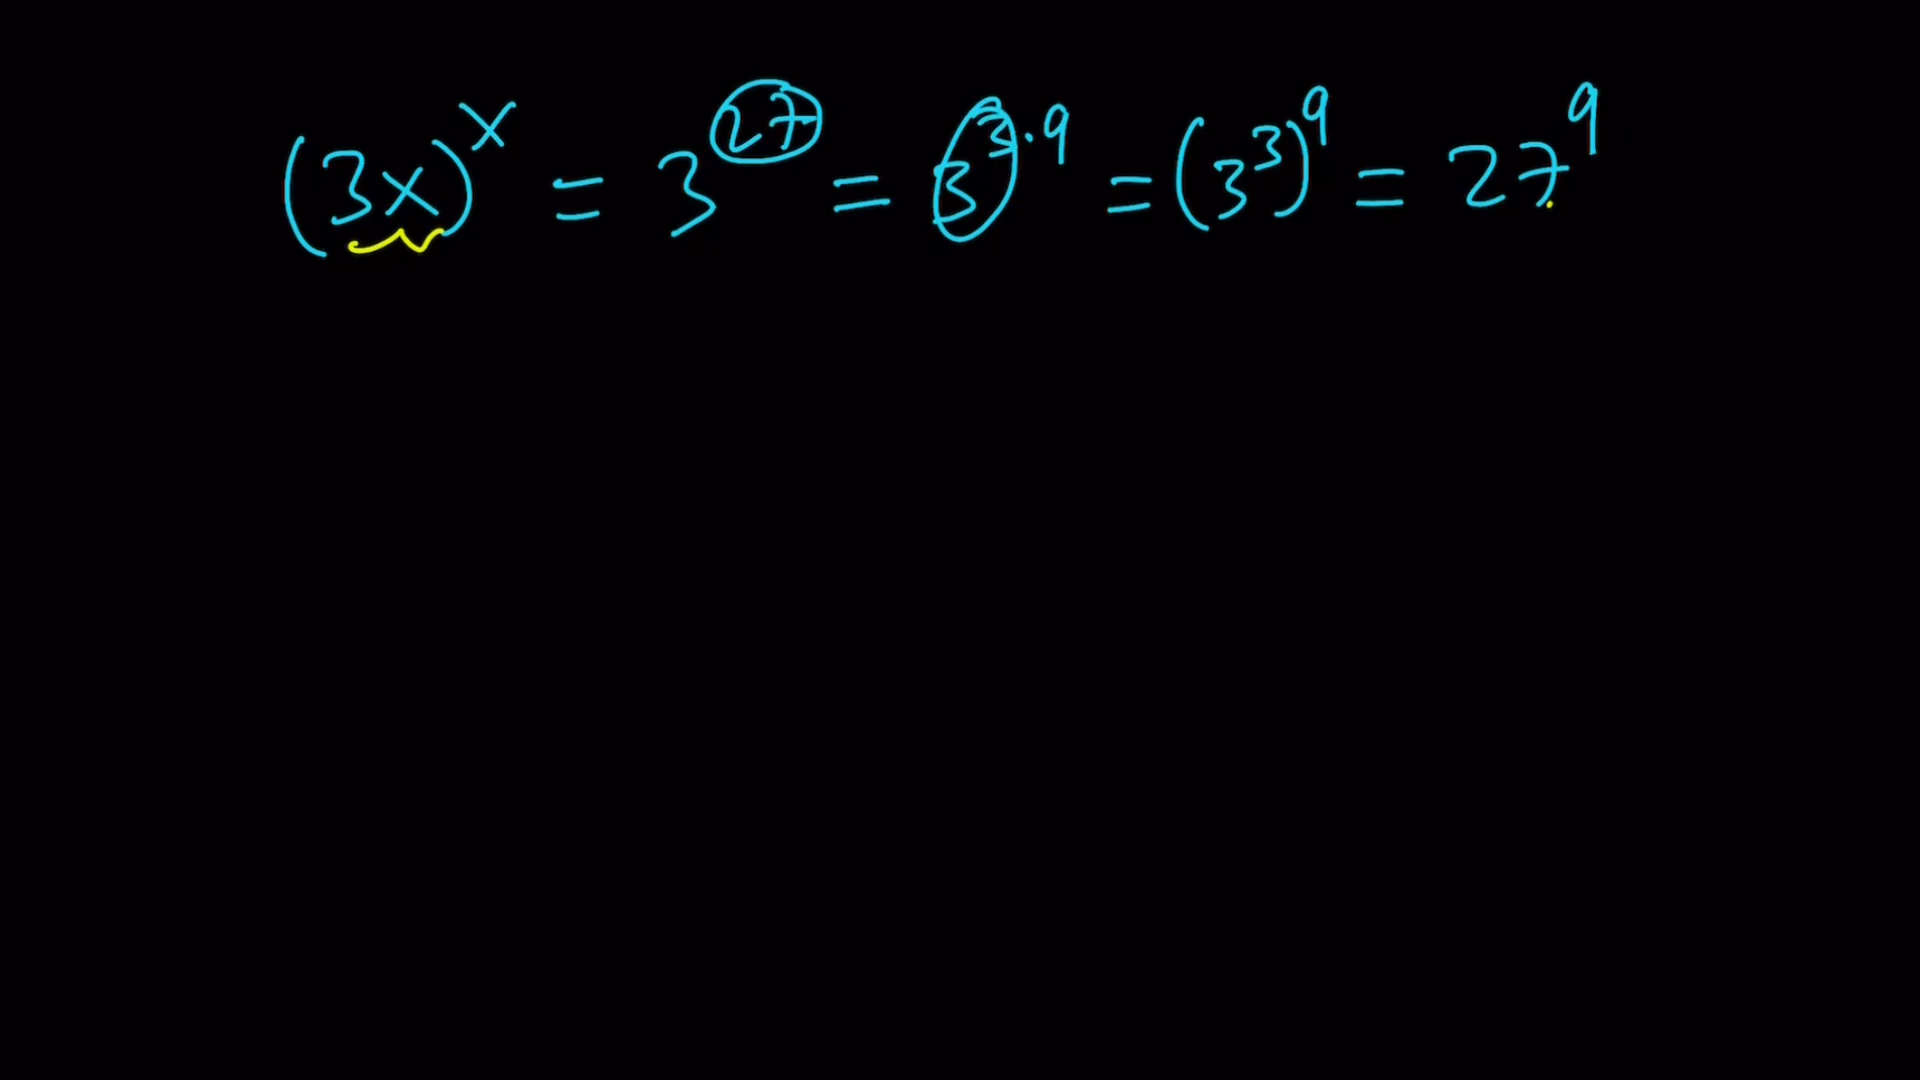 (3x)^x = 3^27 = 3^3·9 = (3^3)^9 = 27^9